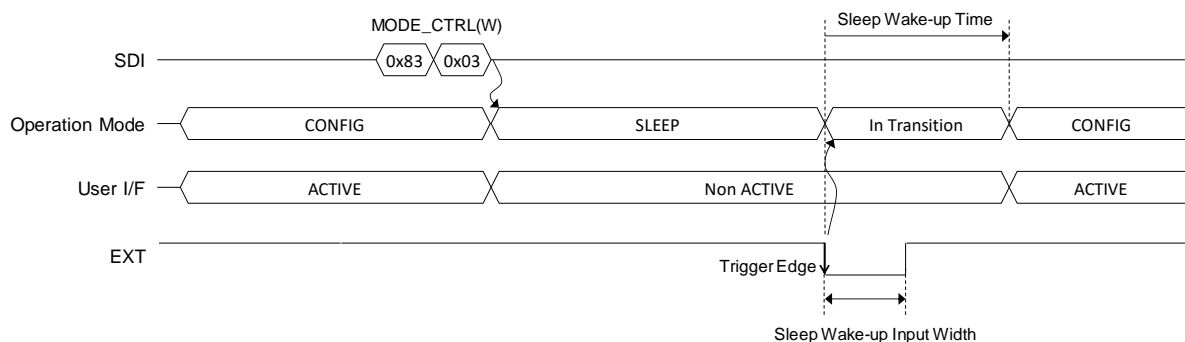 Sleep Wake-up Time
MODE_CTRL(W)
SDI 0x83 0x03
Operation Mode CONFIG SLEEP In Transition CONFIG
User I/F ACTIVE Non ACTIVE ACTIVE
EXT
Trigger Edge
Sleep Wake-up Input Width